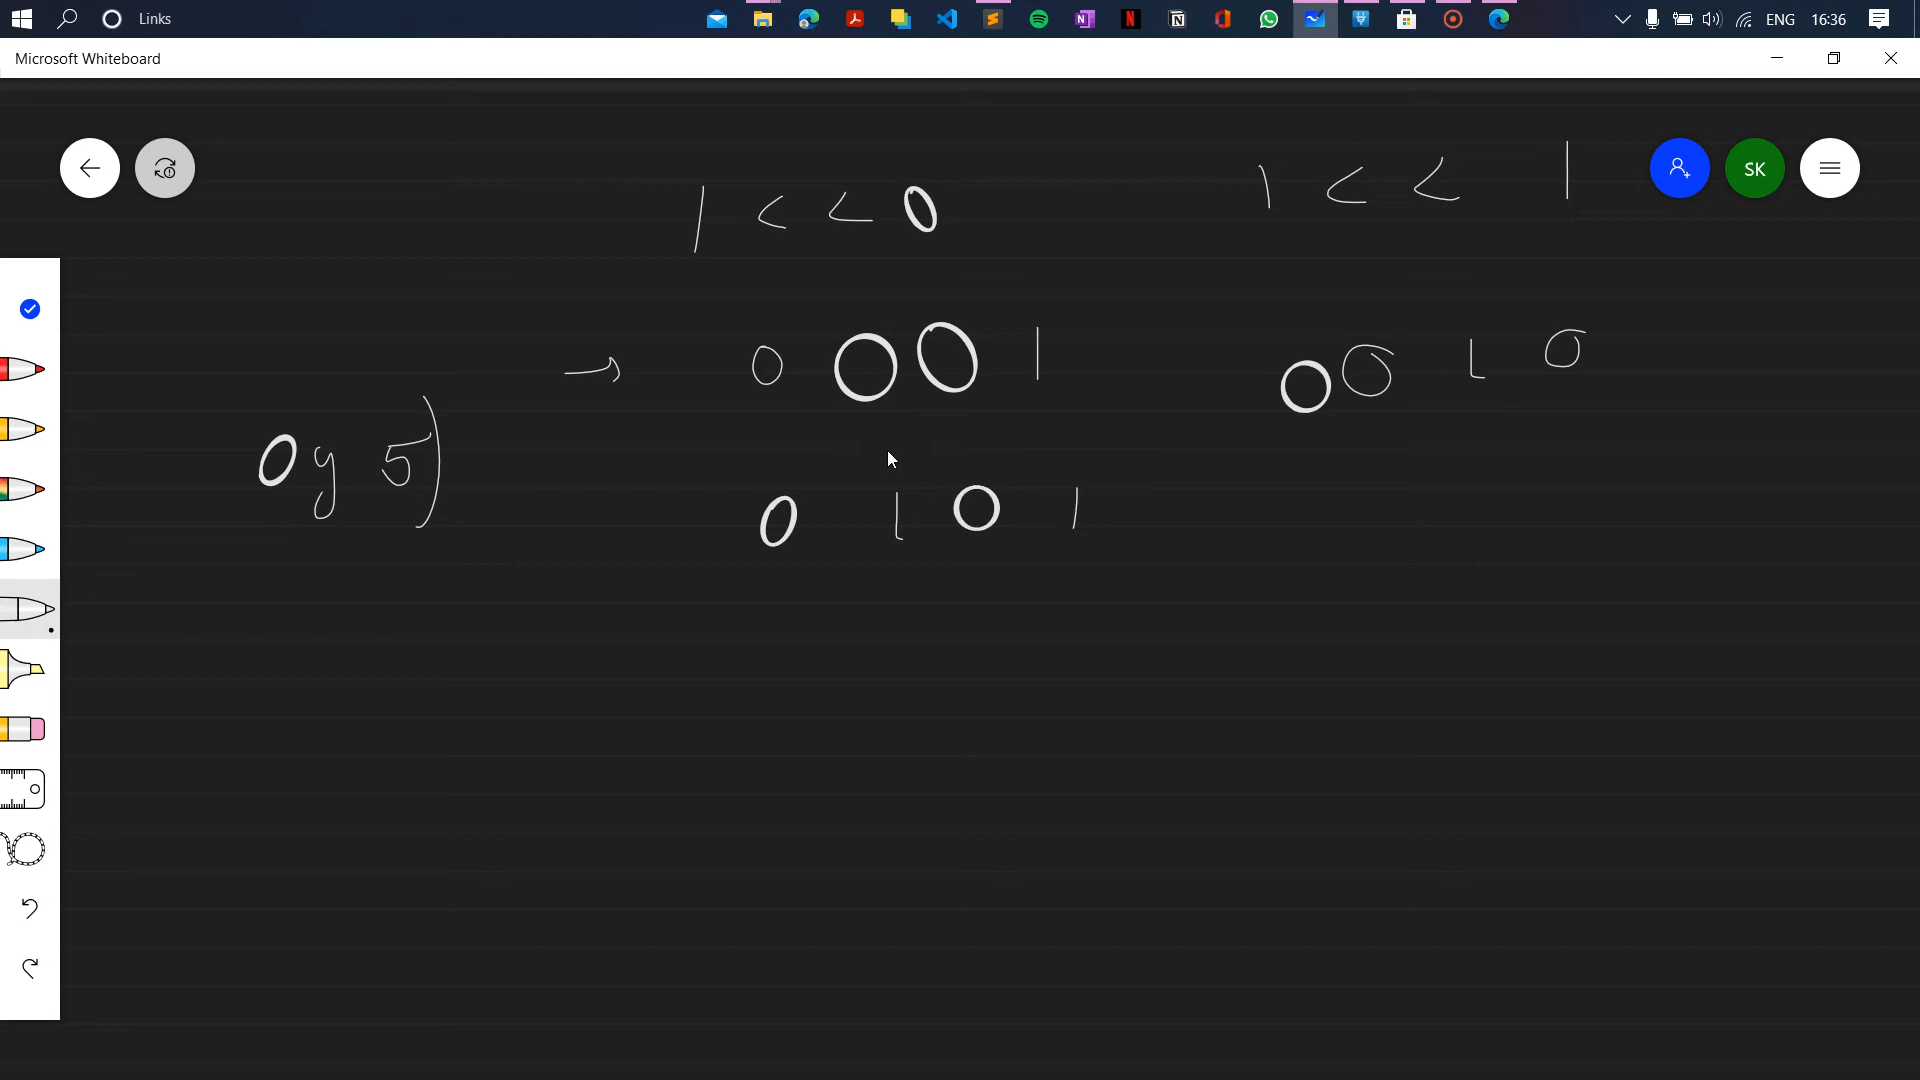 Links
ENG 16:36
Microsoft Whiteboard
SK
1 < < 0
1 < < 1
→ 0 0 0 1
0 0 1 0
0 1 0 1